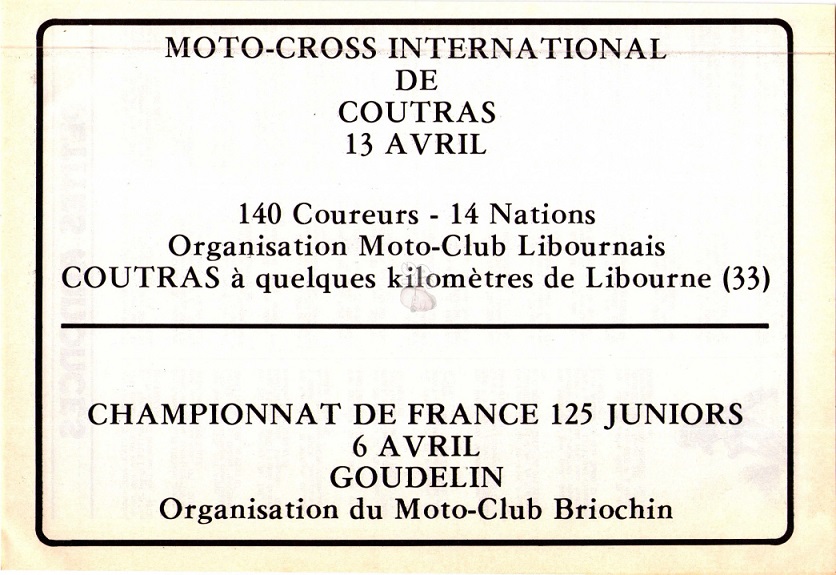 MOTO-CROSS INTERNATIONAL
DE
COUTRAS
13 AVRIL
140 Coureurs - 14 Nations
Organisation Moto-Club Libournais
COUTRAS à quelques kilomètres de Libourne (33)
CHAMPIONNAT DE FRANCE 125 JUNIORS
6 AVRIL
GOUDELIN
Organisation du Moto-Club Briochin